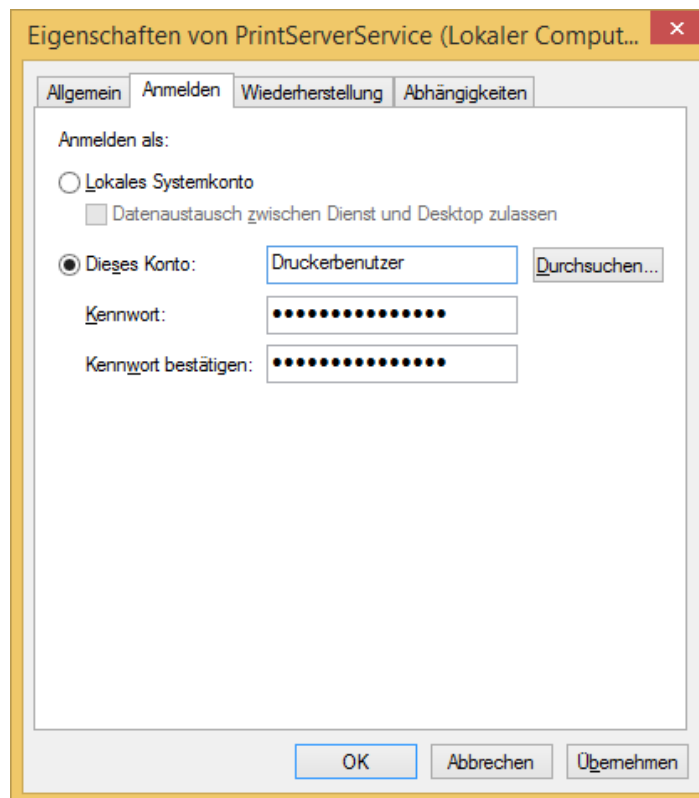 Eigenschaften von PrintServerService (Lokaler Comput...
Allgemein Anmelden Wiederherstellung Abhängigkeiten
Anmelden als:
Lokales Systemkonto
Datenaustausch zwischen Dienst und Desktop zulassen
Dieses Konto: Druckerbenutzer Durchsuchen...
Kennwort: •••••••••••••••
Kennwort bestätigen: •••••••••••••••
OK Abbrechen Übernehmen